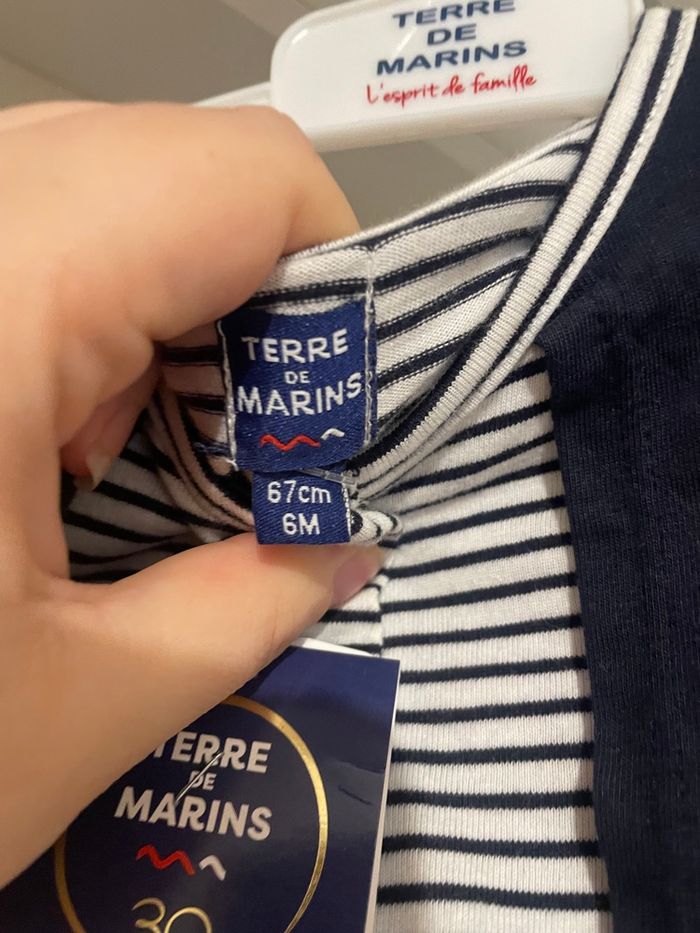 TERRE
DE
MARINS
L'esprit de famille
TERRE
DE
MARINS
67cm
6M
TERRE
DE
MARINS
30